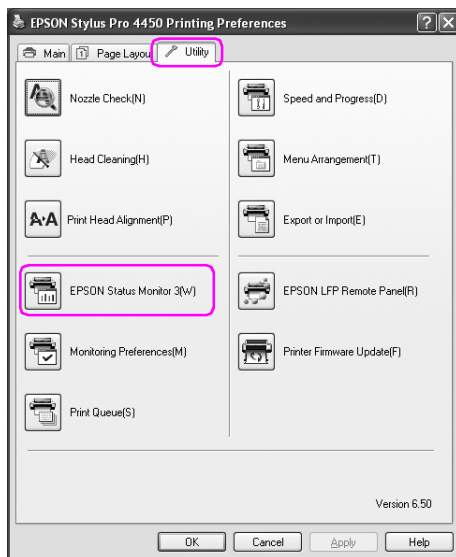 EPSON Stylus Pro 4450 Printing Preferences
Main
Page Layou
Utility
Nozzle Check(N)
Speed and Progress(D)
Head Cleaning(H)
Menu Arrangement(T)
A A
Print Head Alignment(P)
Export or Import(E)
EPSON Status Monitor 3(W)
EPSON LFP Remote Panel(R)
Monitoring Preferences(M)
Printer Firmware Update(F)
Print Queue(S)
Version 6.50
OK
Cancel
Apply
Help